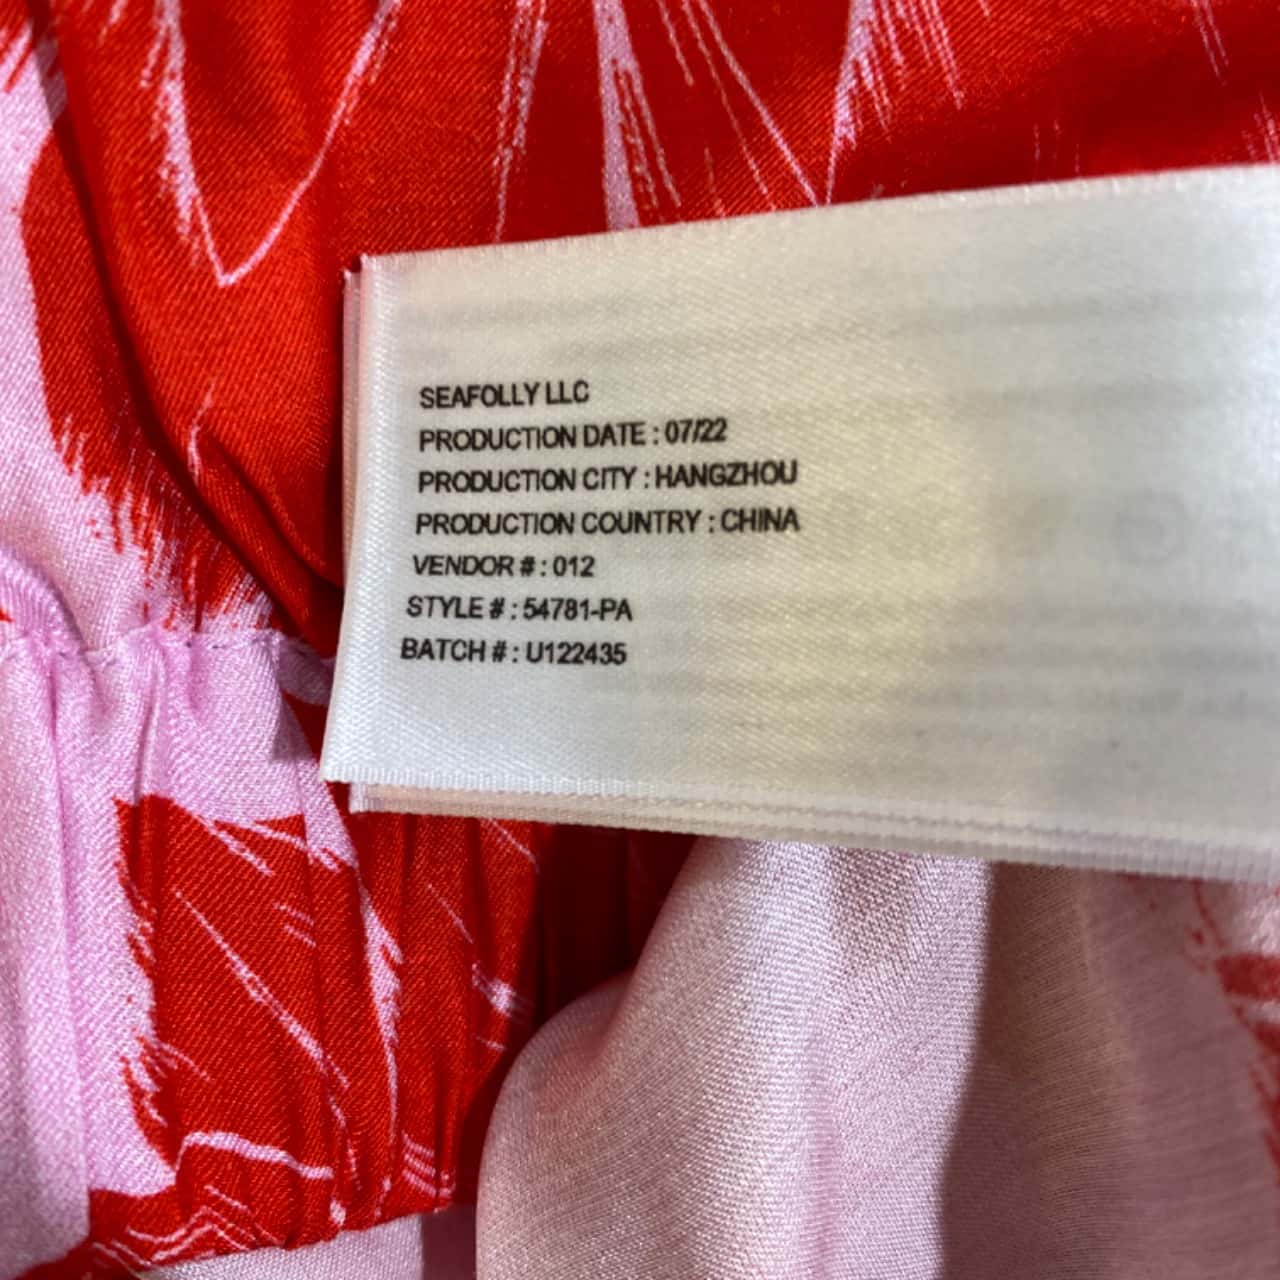 SEAFOLLY LLC
PRODUCTION DATE : 07/22
PRODUCTION CITY : HANGZHOU
PRODUCTION COUNTRY : CHINA
VENDOR # : 012
STYLE # : 54781-PA
BATCH # : U122435